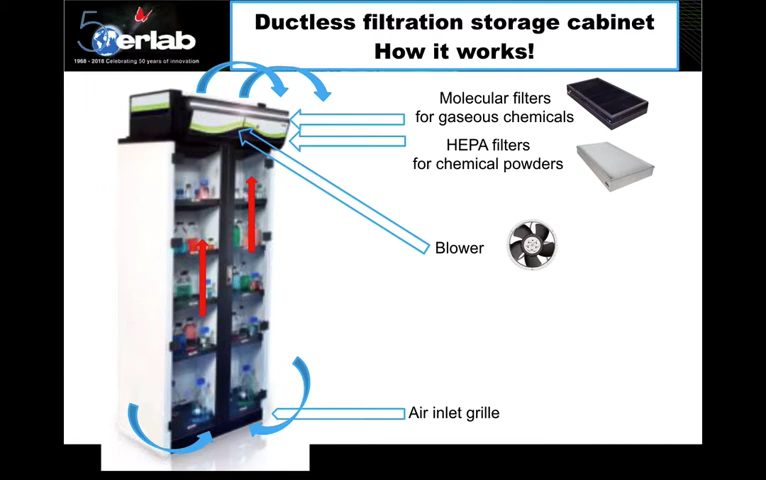 50 erlab
1968 - 2018 Celebrating 50 years of innovation
Ductless filtration storage cabinet
How it works!
Molecular filters
for gaseous chemicals
HEPA filters
for chemical powders
Blower
Air inlet grille